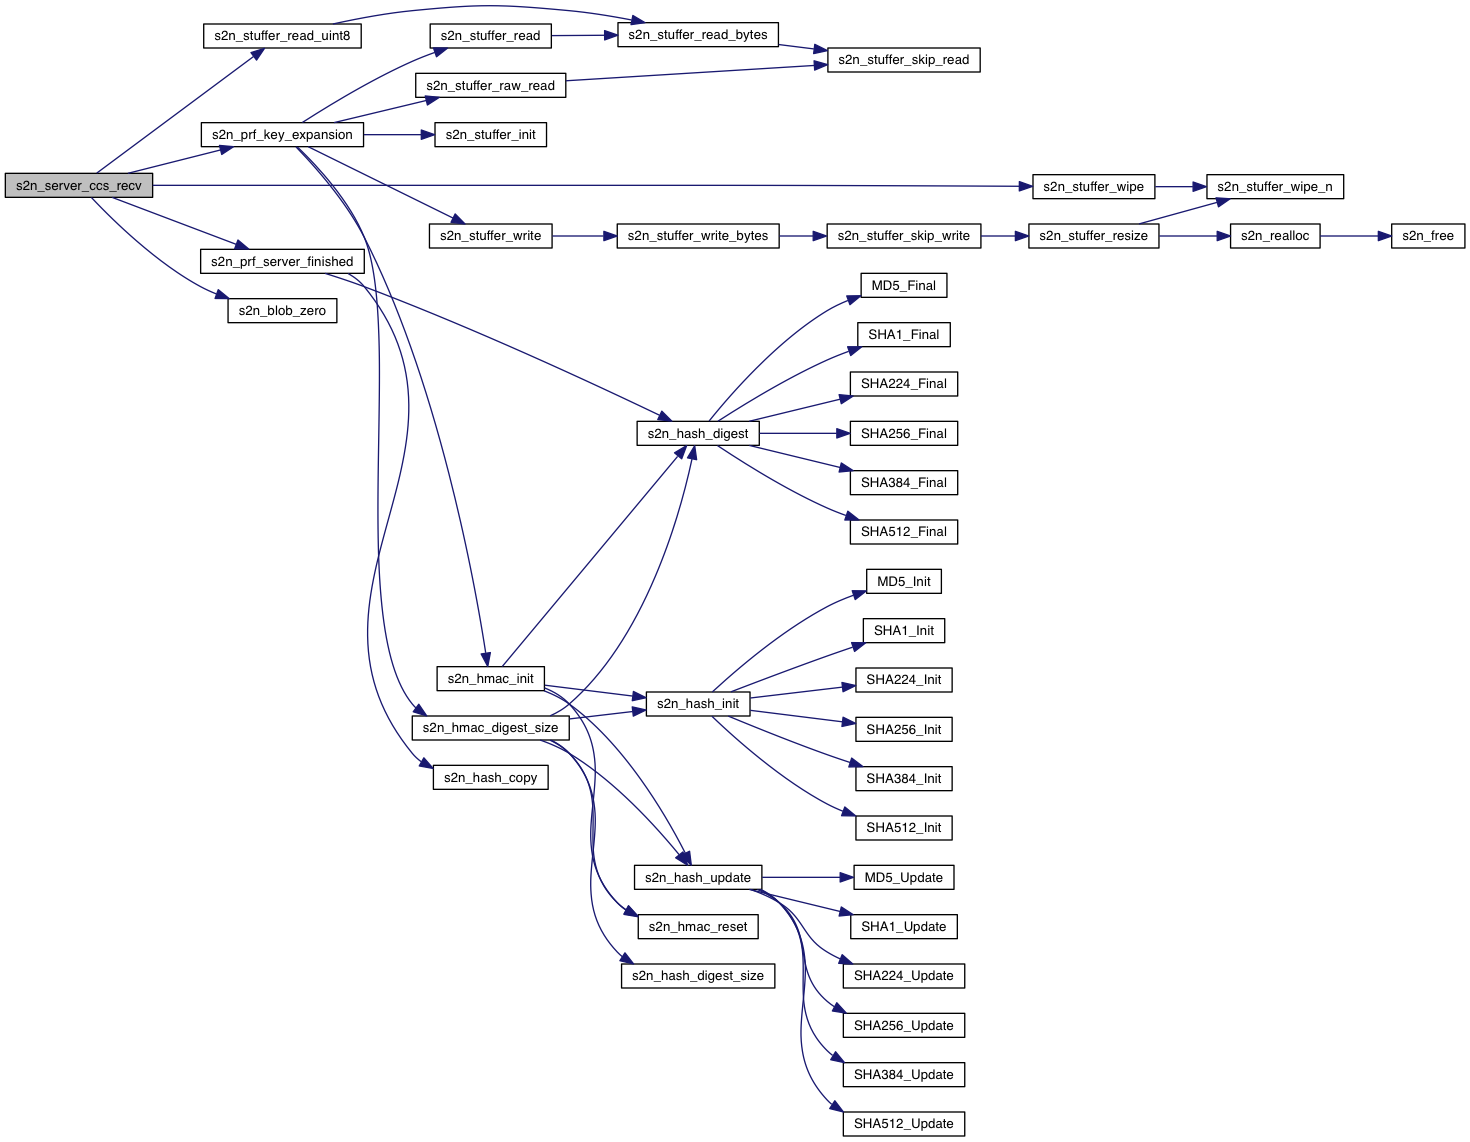 s2n_stuffer_read_uint8
s2n_stuffer_read
s2n_stuffer_read_bytes
s2n_stuffer_skip_read
s2n_stuffer_raw_read
s2n_prf_key_expansion
s2n_stuffer_init
s2n_server_ccs_recv
s2n_stuffer_wipe
s2n_stuffer_wipe_n
s2n_stuffer_write
s2n_stuffer_write_bytes
s2n_stuffer_skip_write
s2n_stuffer_resize
s2n_realloc
s2n_free
s2n_prf_server_finished
s2n_blob_zero
MD5_Final
SHA1_Final
SHA224_Final
s2n_hash_digest
SHA256_Final
SHA384_Final
SHA512_Final
MD5_Init
SHA1_Init
s2n_hmac_init
SHA224_Init
s2n_hash_init
s2n_hmac_digest_size
SHA256_Init
s2n_hash_copy
SHA384_Init
SHA512_Init
s2n_hash_update
MD5_Update
s2n_hmac_reset
SHA1_Update
s2n_hash_digest_size
SHA224_Update
SHA256_Update
SHA384_Update
SHA512_Update